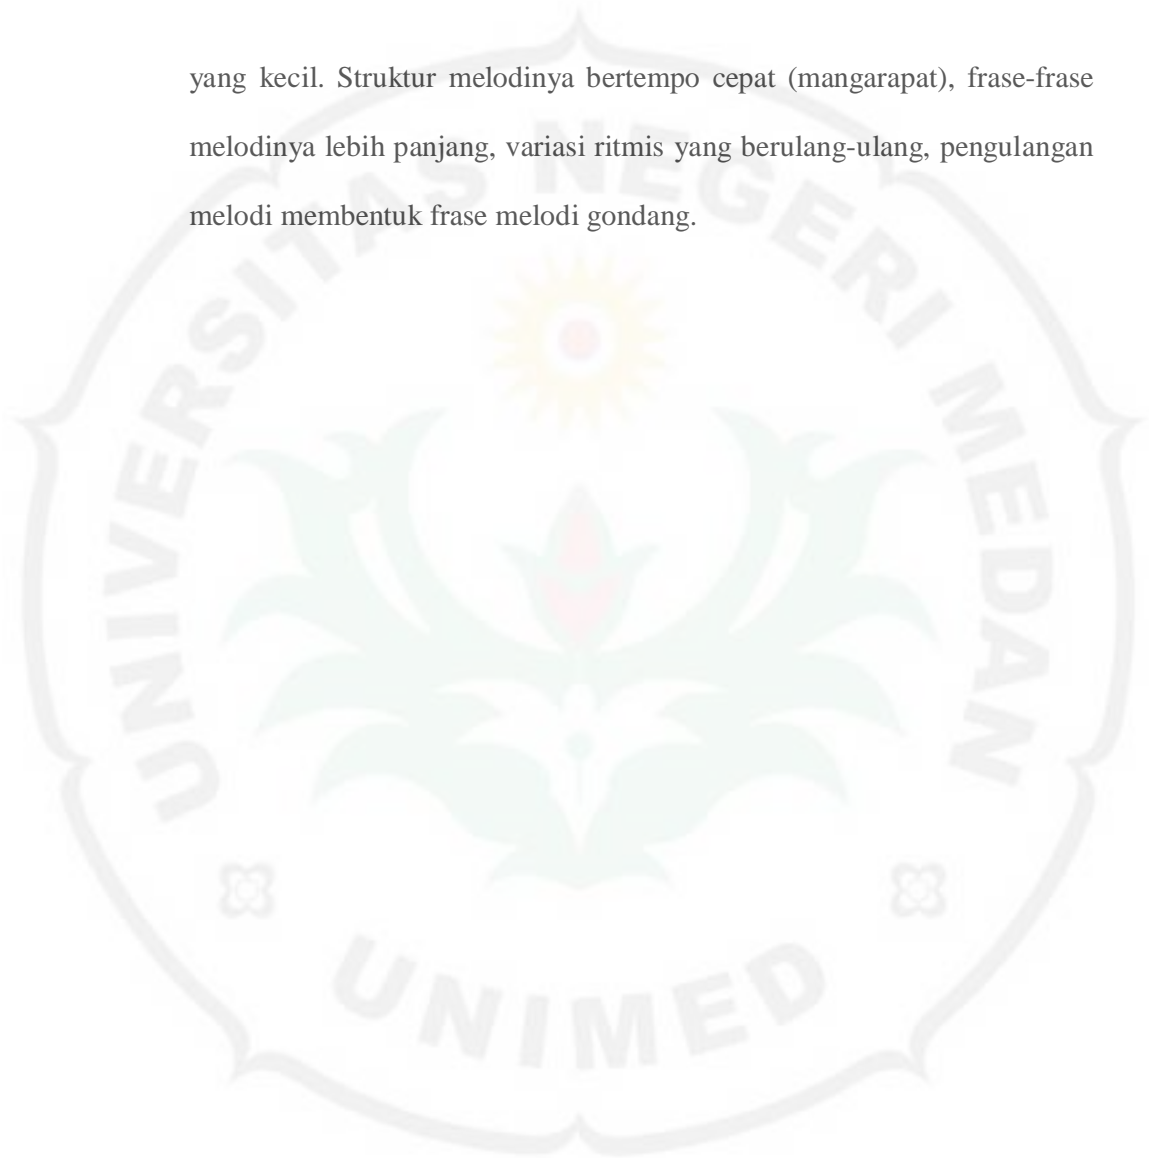 yang kecil. Struktur melodinya bertempo cepat (mangarapat), frase-frase
melodinya lebih panjang, variasi ritmis yang berulang-ulang, pengulangan
melodi membentuk frase melodi gondang.
UNIVERSITAS NEGERI MEDAN
UNIMED